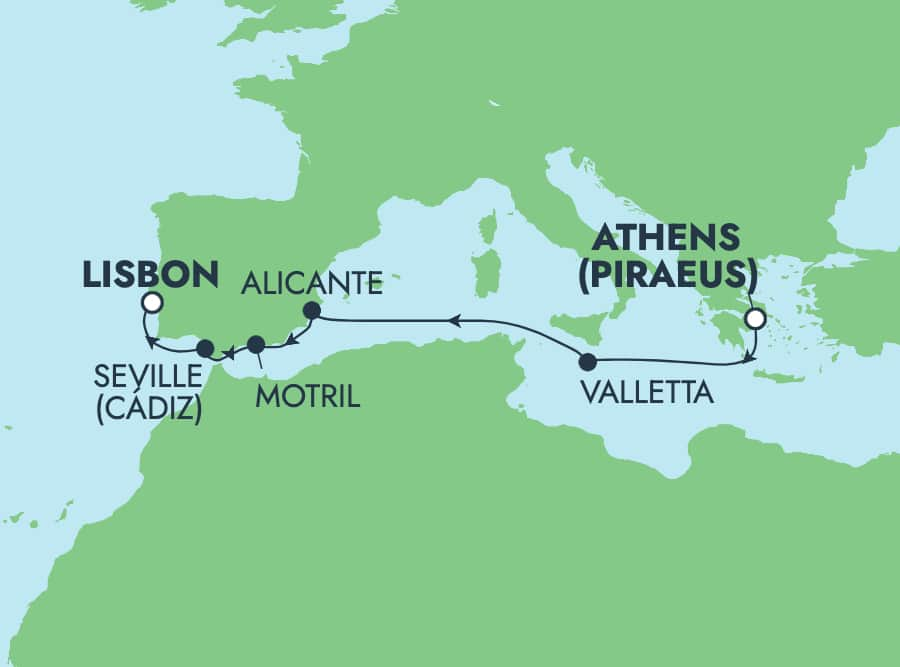 ATHENS
(PIRAEUS)
LISBON
ALICANTE
SEVILLE
(CÁDIZ)
MOTRIL
VALLETTA